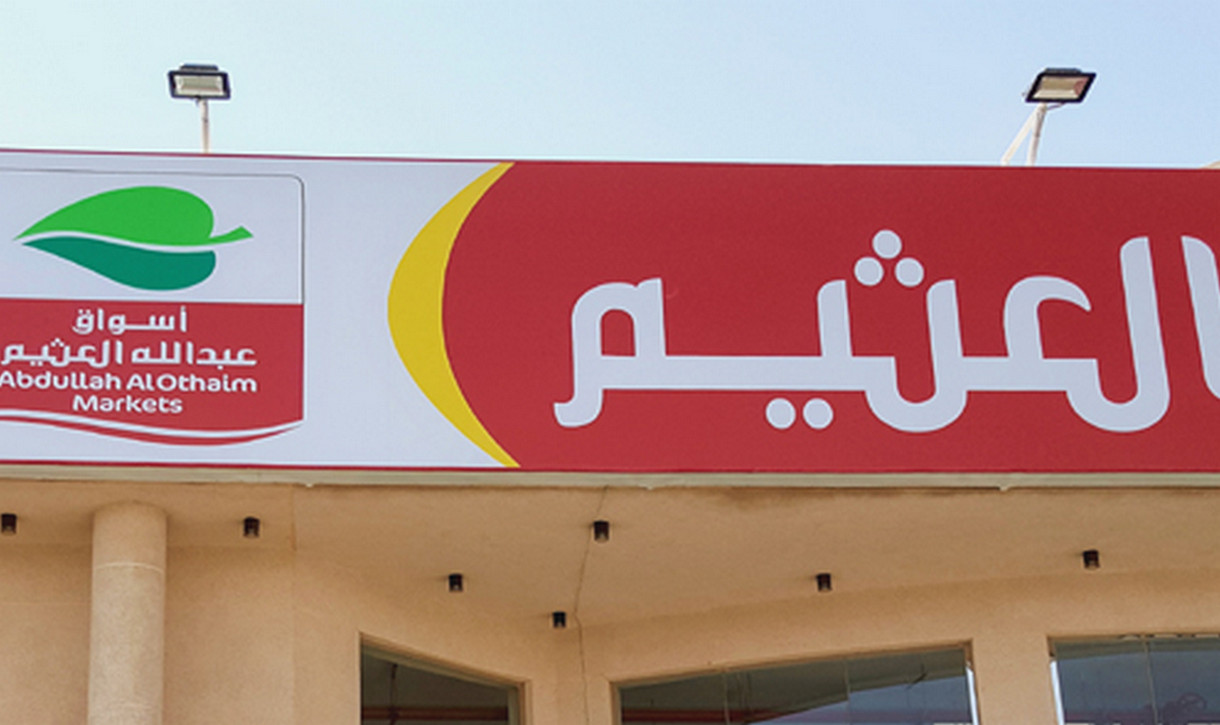 العثيم
أسواق
عبدالله العثيم
Abdullah AlOthaim
Markets